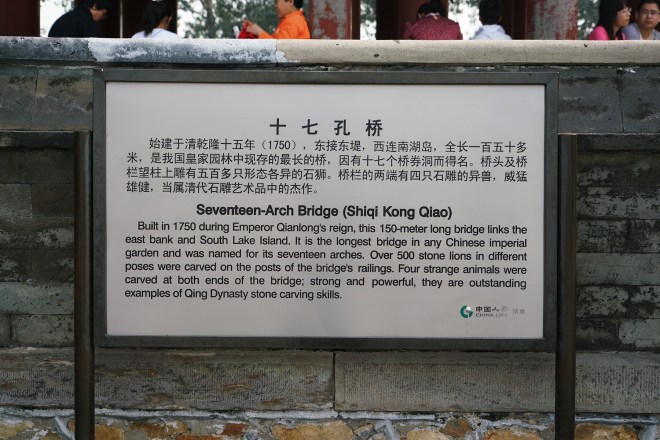 十七孔桥
始建于清乾隆十五年（1750），东接东堤，西连南湖岛，全长一百五十多
米，是我国皇家园林中现存的最长的桥，因有十七个桥券洞而得名。桥头及桥
栏望柱上雕有五百多只形态各异的石狮。桥栏的两端有四只石雕的异兽，威猛
雄健，当属清代石雕艺术品中的杰作。
Seventeen-Arch Bridge (Shiqi Kong Qiao)
Built in 1750 during Emperor Qianlong's reign, this 150-meter long bridge links the
east bank and South Lake Island. It is the longest bridge in any Chinese imperial
garden and was named for its seventeen arches. Over 500 stone lions in different
poses were carved on the posts of the bridge's railings. Four strange animals were
carved at both ends of the bridge; strong and powerful, they are outstanding
examples of Qing Dynasty stone carving skills.
中国人
CHINA LIFE